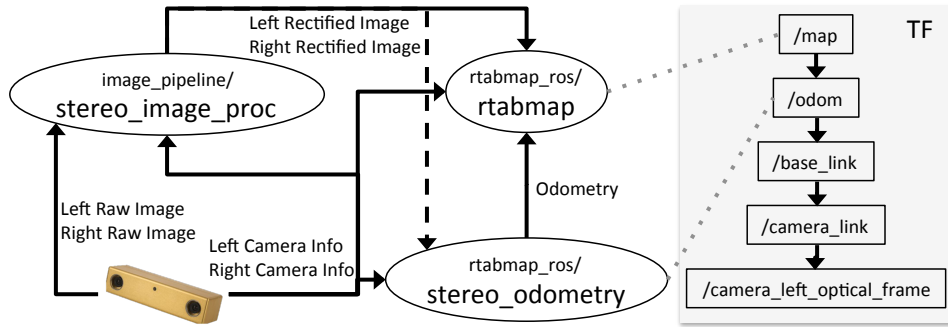 Left Rectified Image
Right Rectified Image
image_pipeline/
stereo_image_proc
rtabmap_ros/
rtabmap
Odometry
Left Raw Image
Right Raw Image
Left Camera Info
Right Camera Info
rtabmap_ros/
stereo_odometry
TF
/map
/odom
/base_link
/camera_link
/camera_left_optical_frame